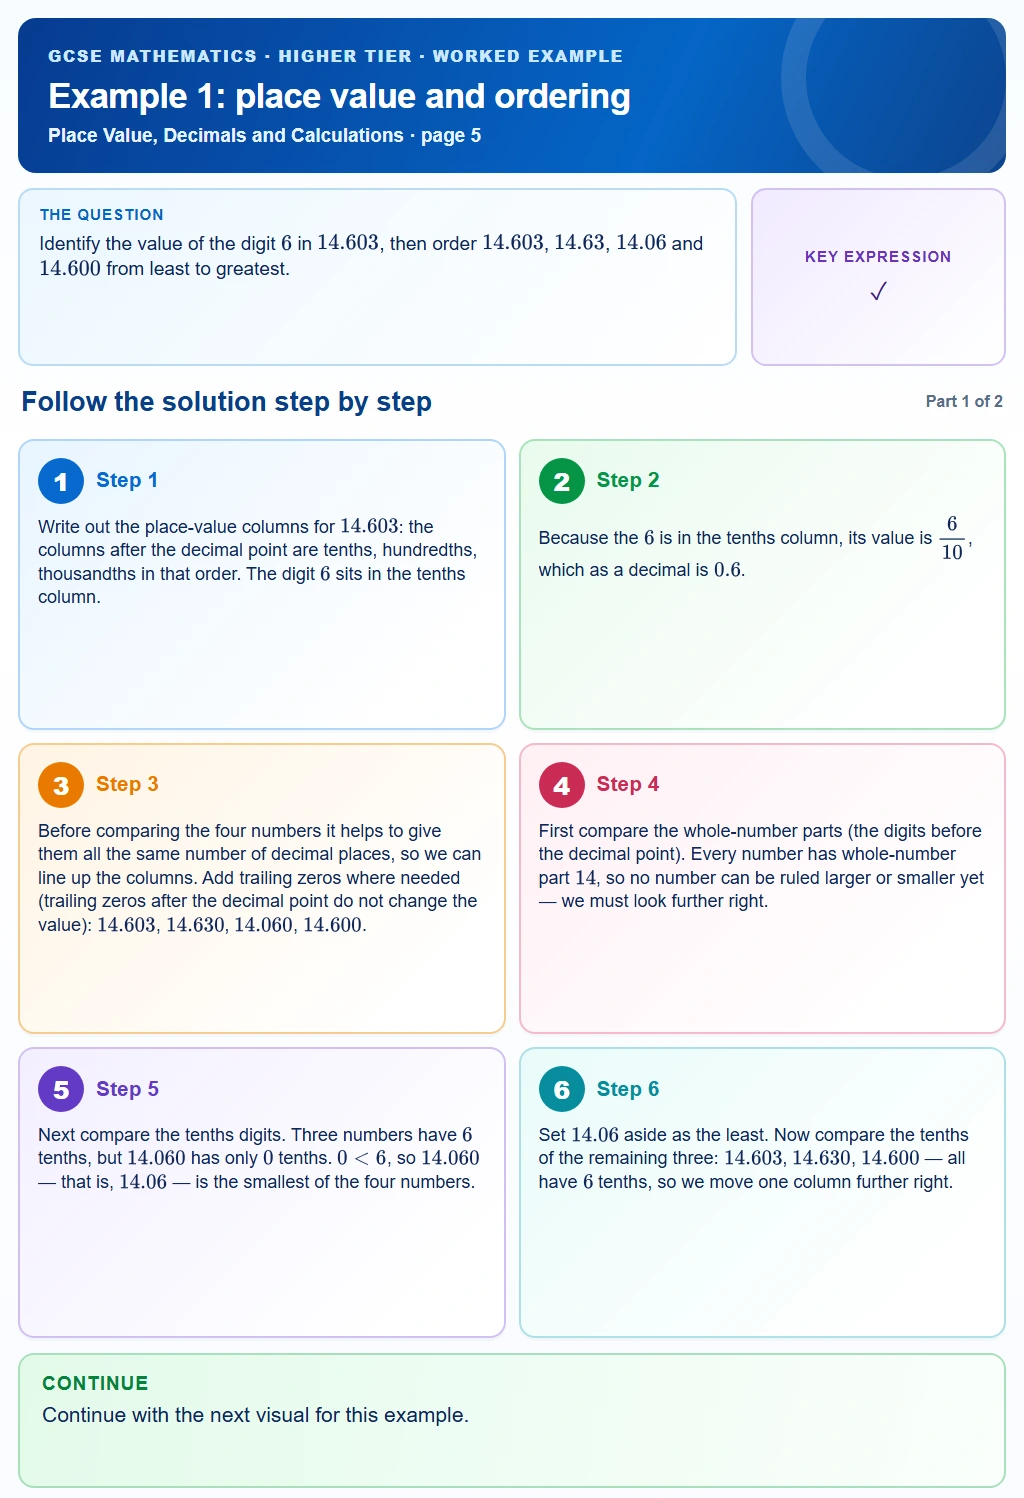 GCSE MATHEMATICS · HIGHER TIER · WORKED EXAMPLE
Example 1: place value and ordering
Place Value, Decimals and Calculations · page 5
THE QUESTION
Identify the value of the digit 6 in 14.603, then order 14.603, 14.63, 14.06 and
14.600 from least to greatest.
KEY EXPRESSION
✓
Follow the solution step by step
Part 1 of 2
1 Step 1
Write out the place-value columns for 14.603: the
columns after the decimal point are tenths, hundredths,
thousandths in that order. The digit 6 sits in the tenths
column.
2 Step 2
Because the 6 is in the tenths column, its value is 6/10,
which as a decimal is 0.6.
3 Step 3
Before comparing the four numbers it helps to give
them all the same number of decimal places, so we can
line up the columns. Add trailing zeros where needed
(trailing zeros after the decimal point do not change the
value): 14.603, 14.630, 14.060, 14.600.
4 Step 4
First compare the whole-number parts (the digits before
the decimal point). Every number has whole-number
part 14, so no number can be ruled larger or smaller yet
— we must look further right.
5 Step 5
Next compare the tenths digits. Three numbers have 6
tenths, but 14.060 has only 0 tenths. 0 < 6, so 14.060
— that is, 14.06 — is the smallest of the four numbers.
6 Step 6
Set 14.06 aside as the least. Now compare the tenths
of the remaining three: 14.603, 14.630, 14.600 — all
have 6 tenths, so we move one column further right.
CONTINUE
Continue with the next visual for this example.